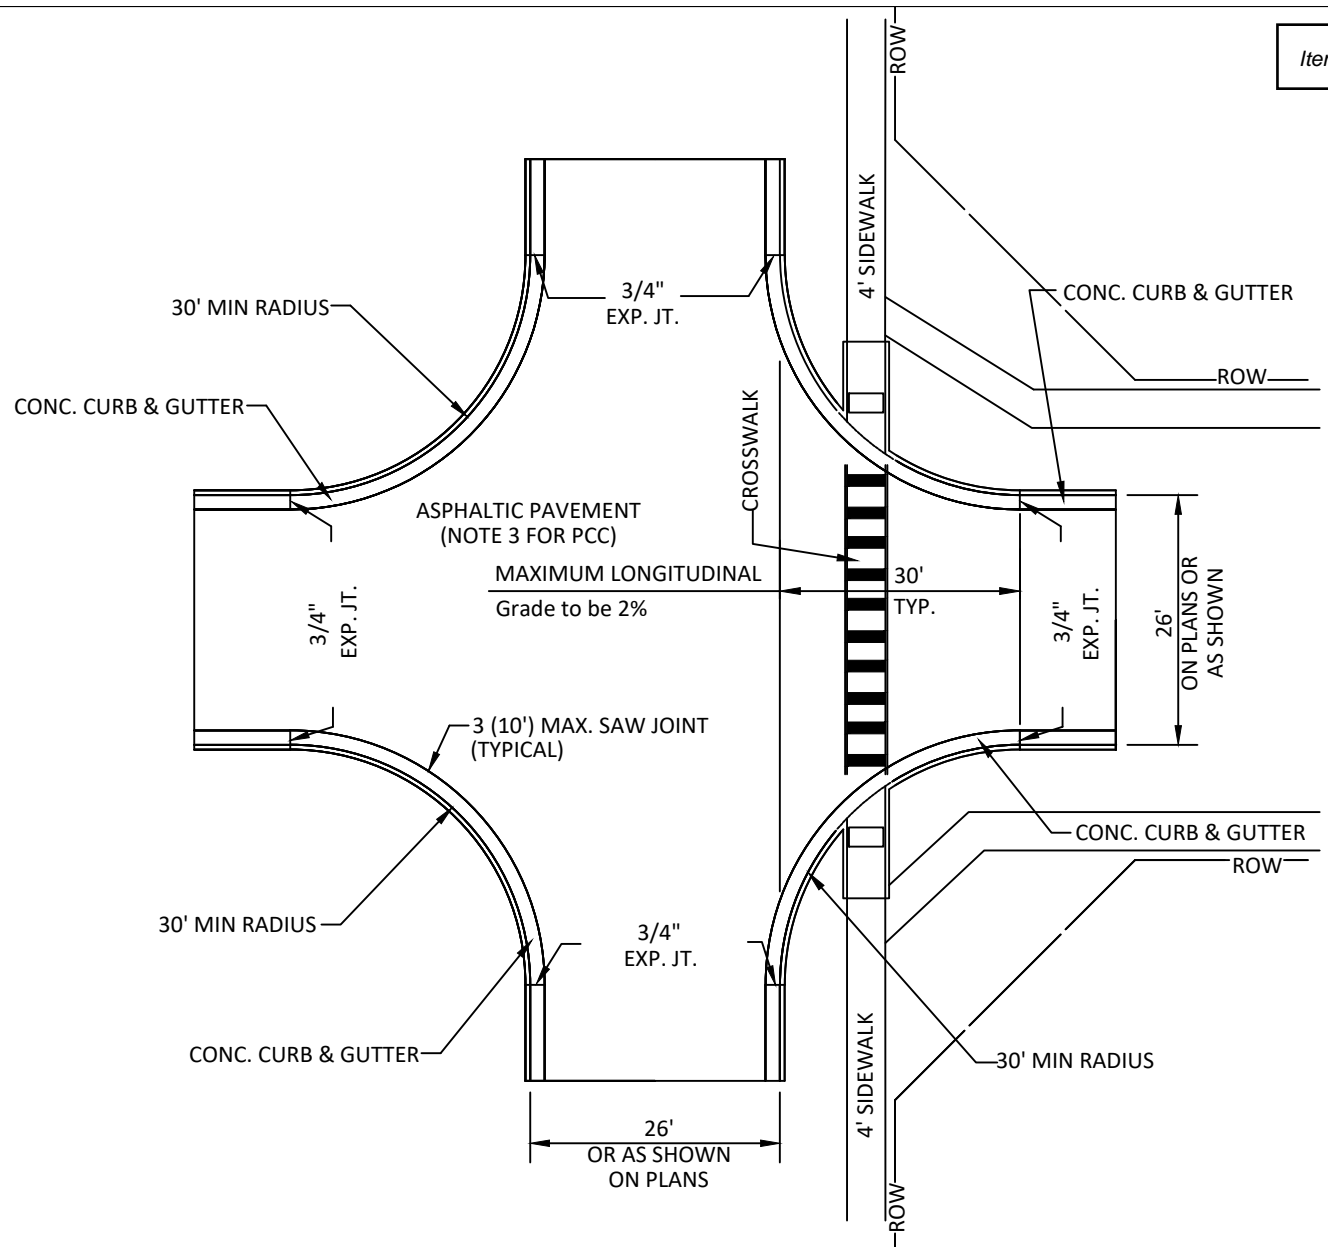 ROW
Iter
4' SIDEWALK
3/4"
EXP. JT.
30' MIN RADIUS
CONC. CURB & GUTTER
ROW
CONC. CURB & GUTTER
CROSSWALK
ASPHALTIC PAVEMENT
(NOTE 3 FOR PCC)
MAXIMUM LONGITUDINAL
Grade to be 2%
30'
TYP.
3/4"
EXP. JT.
3/4"
EXP. JT.
26'
ON PLANS OR
AS SHOWN
3 (10') MAX. SAW JOINT
(TYPICAL)
CONC. CURB & GUTTER
ROW
30' MIN RADIUS
3/4"
EXP. JT.
CONC. CURB & GUTTER
30' MIN RADIUS
4' SIDEWALK
26'
OR AS SHOWN
ON PLANS
ROW